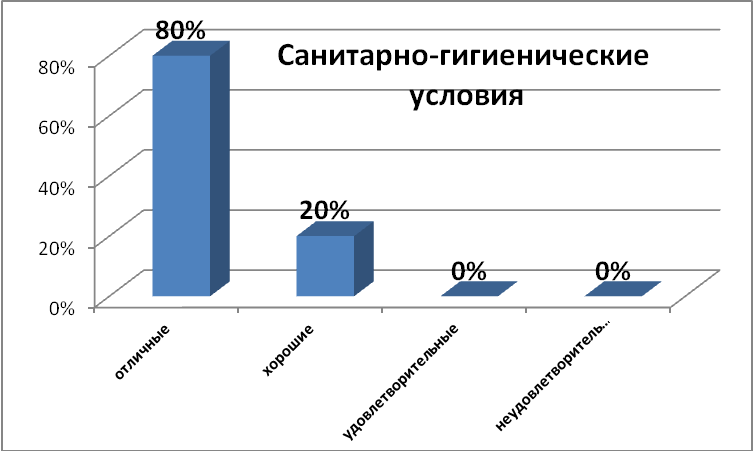 Санитарно-гигиенические
условия
80%
20%
0%
0%
80%
60%
40%
20%
0%
отличные
хорошие
удовлетворительные
неудовлетворитель...